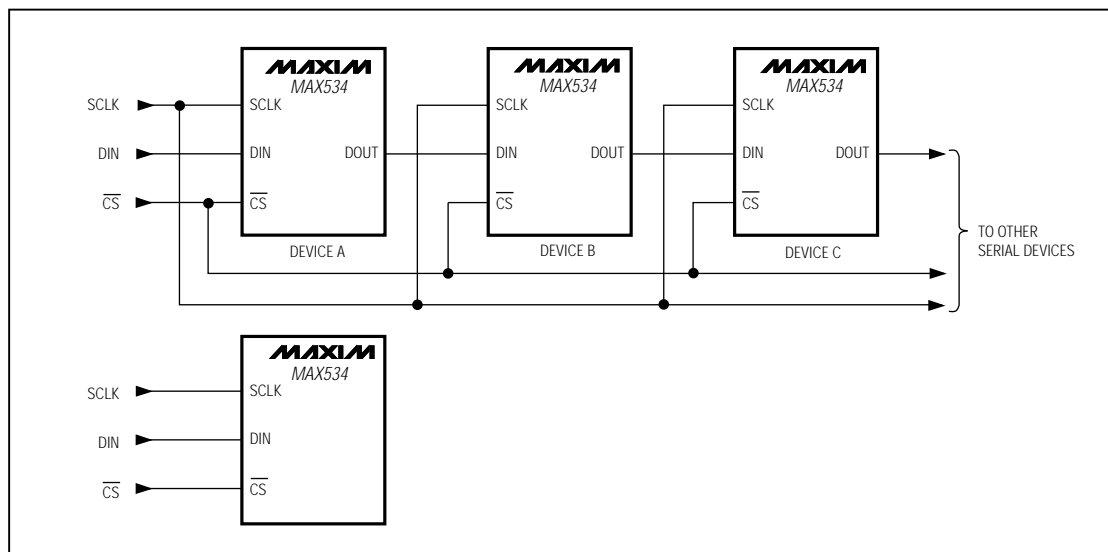 MAXIM
MAX534
SCLK
SCLK
DIN
DIN
DOUT
CS
CS
DEVICE A
MAXIM
MAX534
SCLK
DIN
DOUT
CS
DEVICE B
MAXIM
MAX534
SCLK
DIN
DOUT
CS
DEVICE C
TO OTHER
SERIAL DEVICES
MAXIM
MAX534
SCLK
SCLK
DIN
DIN
CS
CS